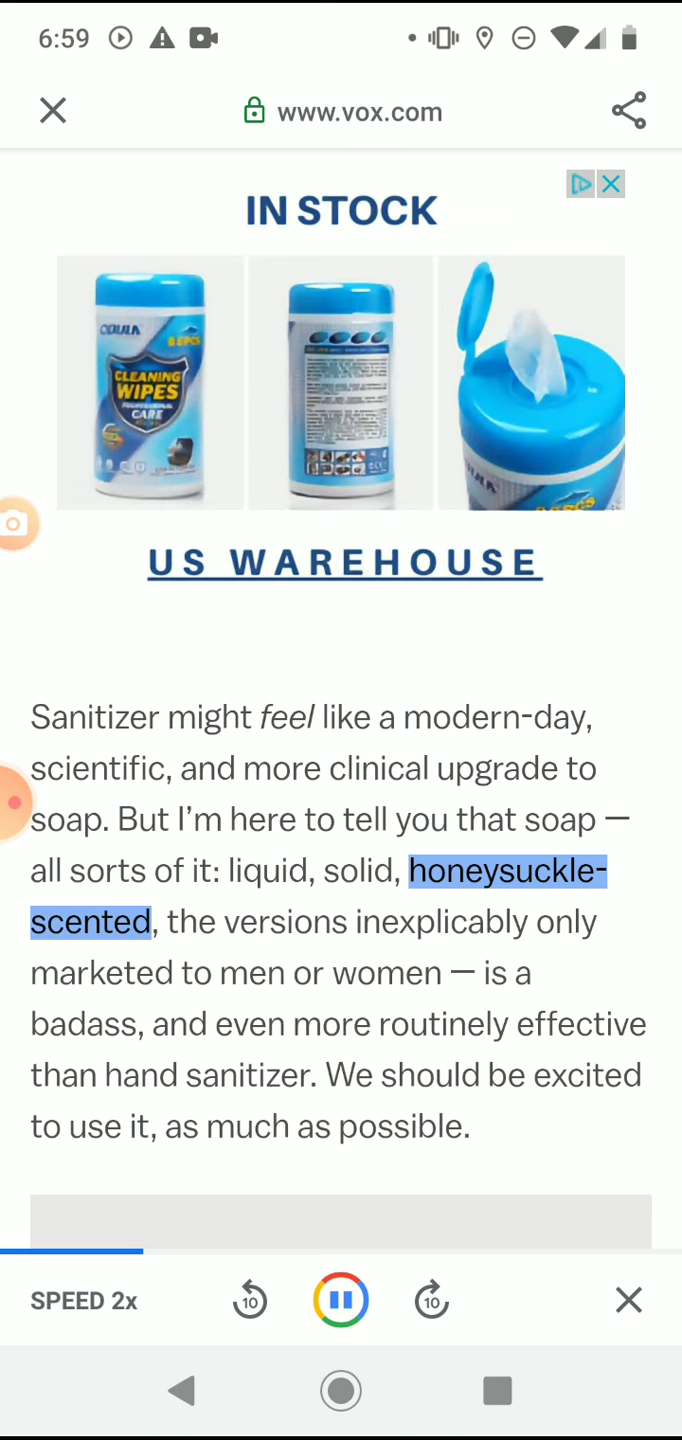 6:59
www.vox.com
IN STOCK
CLEANING
WIPES
CARE
US WAREHOUSE
Sanitizer might feel like a modern-day,
scientific, and more clinical upgrade to
soap. But I'm here to tell you that soap —
all sorts of it: liquid, solid, honeysuckle-
scented, the versions inexplicably only
marketed to men or women — is a
badass, and even more routinely effective
than hand sanitizer. We should be excited
to use it, as much as possible.
SPEED 2x
10
10